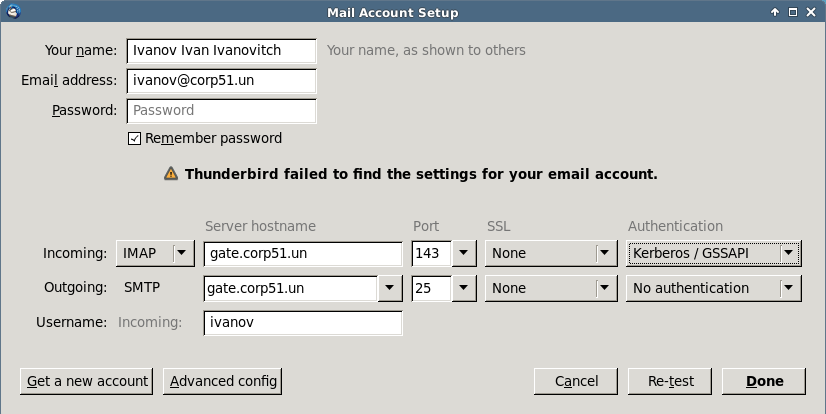 Mail Account Setup
Your name: Ivanov Ivan Ivanovitch Your name, as shown to others
Email address: ivanov@corp51.un
Password: Password
Remember password
Thunderbird failed to find the settings for your email account.
Server hostname Port SSL Authentication
Incoming: IMAP gate.corp51.un 143 None Kerberos / GSSAPI
Outgoing: SMTP gate.corp51.un 25 None No authentication
Username: Incoming: ivanov
Get a new account Advanced config Cancel Re-test Done